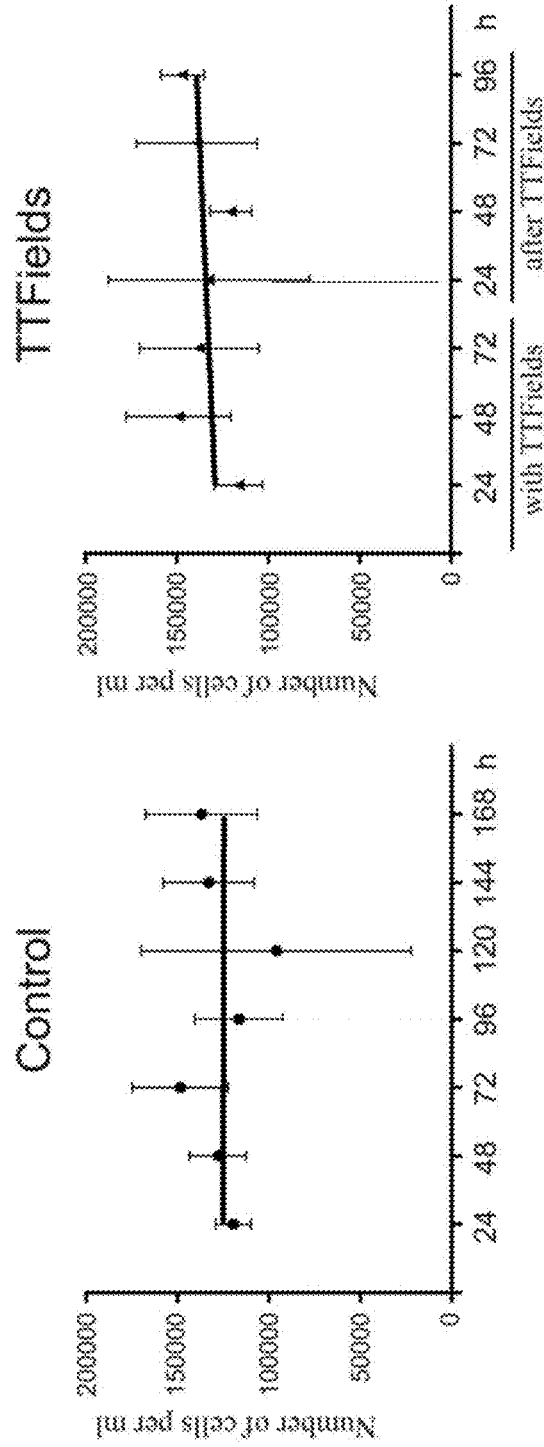 Control
Number of cells per ml
200000
150000
100000
50000
0
24 48 72 96 120 144 168 h
TTFields
Number of cells per ml
200000
150000
100000
50000
0
24 48 72 24 48 72 96 h
with TTFields after TTFields